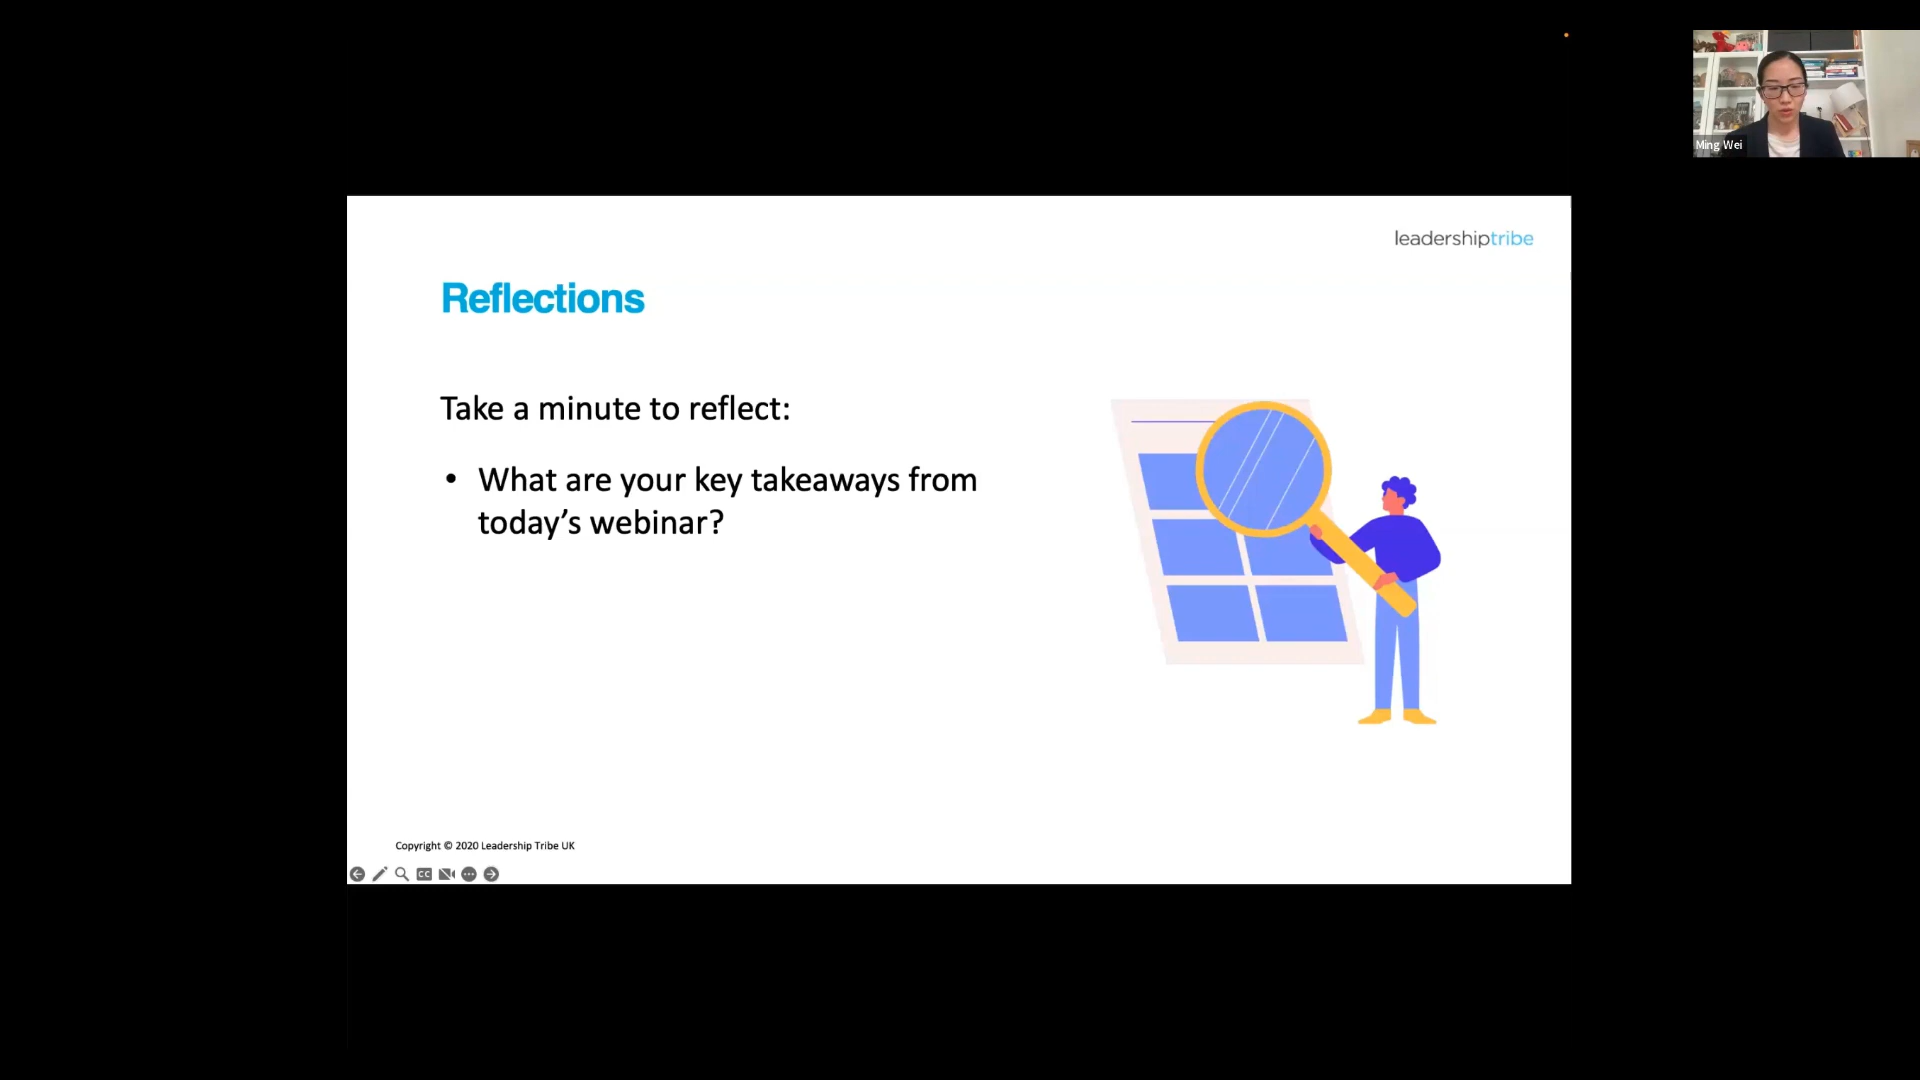 Ming Wei
leadershiptribe
Reflections
Take a minute to reflect:
• What are your key takeaways from
today’s webinar?
Copyright © 2020 Leadership Tribe UK
CC